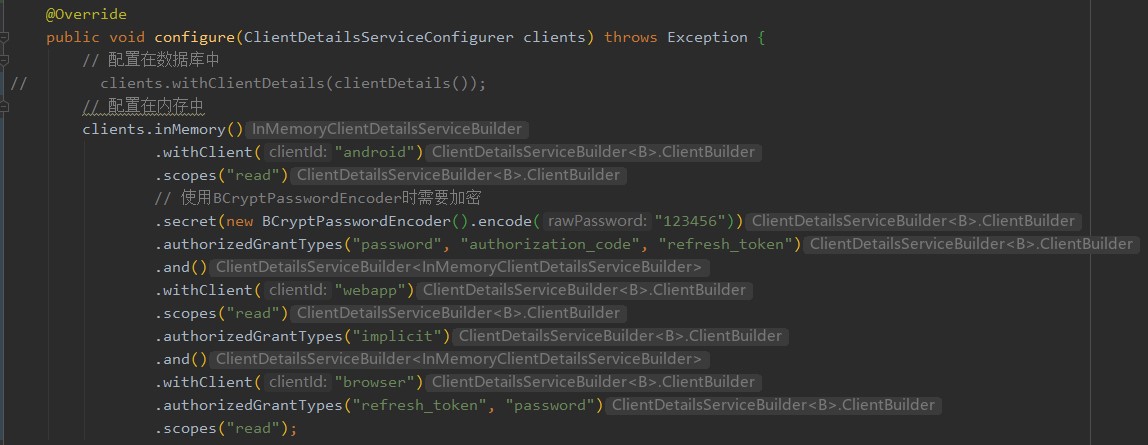 @Override
public void configure(ClientDetailsServiceConfigurer clients) throws Exception {
// 配置在数据库中
// clients.withClientDetails(clientDetails());
// 配置在内存中
clients.inMemory() InMemoryClientDetailsServiceBuilder
.withClient( clientId: "android") ClientDetailsServiceBuilder<B>.ClientBuilder
.scopes("read") ClientDetailsServiceBuilder<B>.ClientBuilder
// 使用BCryptPasswordEncoder时需要加密
.secret(new BCryptPasswordEncoder().encode( rawPassword: "123456")) ClientDetailsServiceBuilder<B>.ClientBuilder
.authorizedGrantTypes("password", "authorization_code", "refresh_token") ClientDetailsServiceBuilder<B>.ClientBuilder
.and() ClientDetailsServiceBuilder<InMemoryClientDetailsServiceBuilder>
.withClient( clientId: "webapp") ClientDetailsServiceBuilder<B>.ClientBuilder
.scopes("read") ClientDetailsServiceBuilder<B>.ClientBuilder
.authorizedGrantTypes("implicit") ClientDetailsServiceBuilder<B>.ClientBuilder
.and() ClientDetailsServiceBuilder<InMemoryClientDetailsServiceBuilder>
.withClient( clientId: "browser") ClientDetailsServiceBuilder<B>.ClientBuilder
.authorizedGrantTypes("refresh_token", "password") ClientDetailsServiceBuilder<B>.ClientBuilder
.scopes("read");